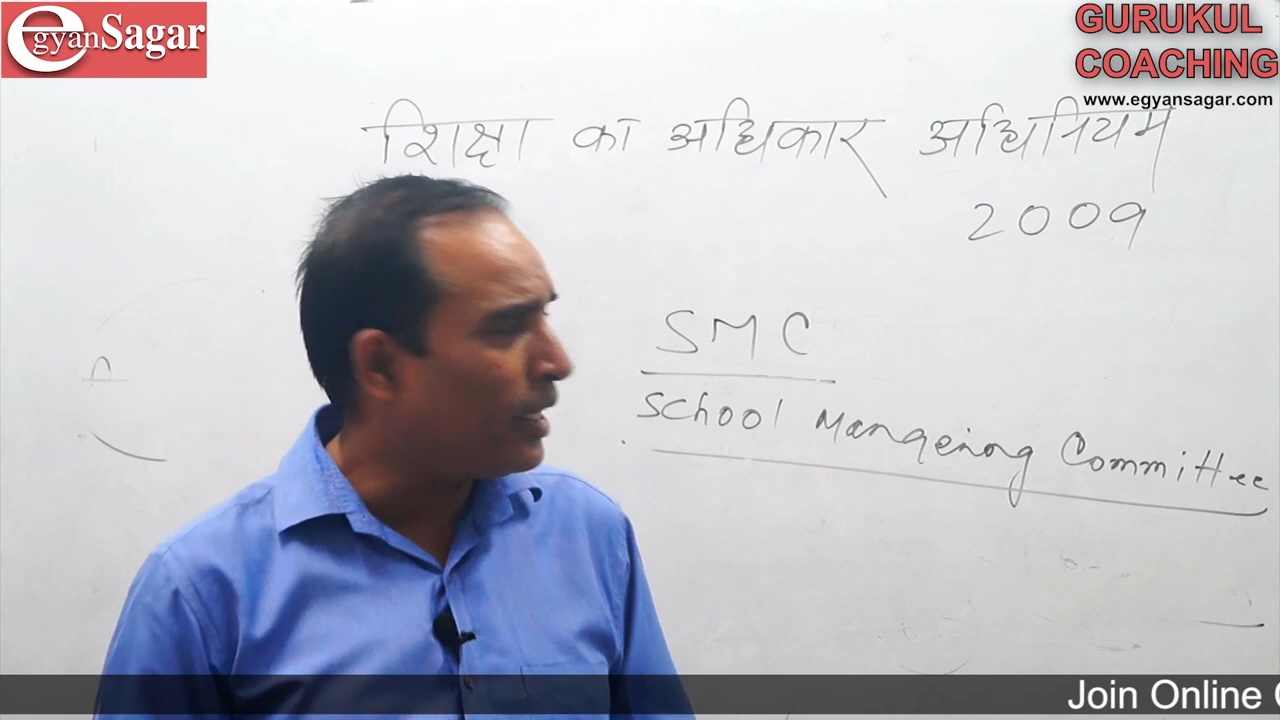 egyanSagar
GURUKUL
COACHING
www.egyansagar.com
शिक्षा का अधिकार अधिनियम
2009
SMC
School Mangeing Committee
Join Online